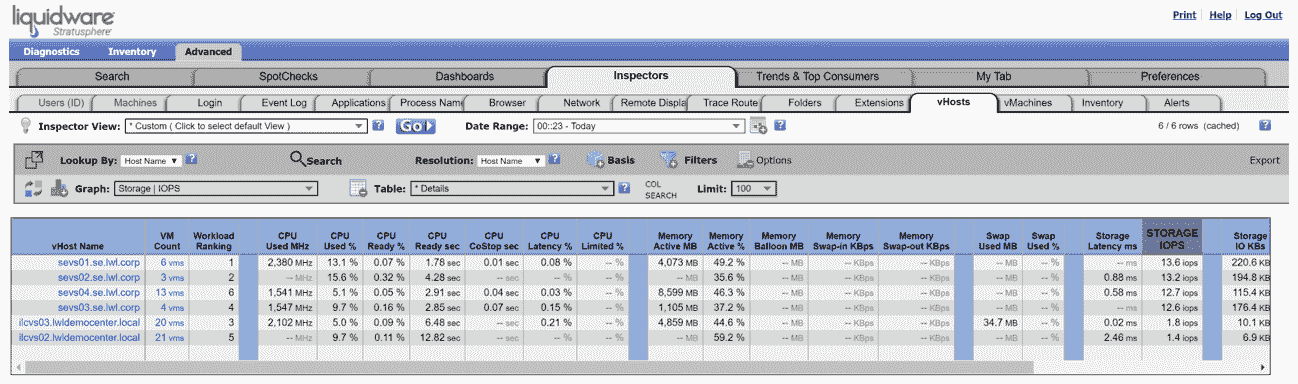 liquidware
Stratusphere
Print Help Log Out
Diagnostics Inventory Advanced
Search SpotChecks Dashboards Inspectors Trends & Top Consumers My Tab Preferences
Users (ID) Machines Login Event Log Applications Process Nam Browser Network Remote Displa Trace Route Folders Extensions vHosts vMachines Inventory Alerts
Inspector View: * Custom ( Click to select default View ) ? Go Date Range: 00::23 - Today ? 6 / 6 rows (cached) ?
Lookup By: Host Name ? Search Resolution: Host Name ? Basis Filters Options Export
Graph: Storage | IOPS Table: * Details ? COL SEARCH Limit: 100
vHost Name VM Count Workload Ranking CPU Used MHz CPU Used % CPU Ready % CPU Ready sec CPU CoStop sec CPU Latency % CPU Limited % Memory Active MB Memory Active % Memory Balloon MB Memory Swap-in KBps Memory Swap-out KBps Swap Used MB Swap Used % Storage Latency ms STORAGE IOPS Storage IO KBs
sevs01.se.lwl.corp 6 vms 1 2,380 MHz 13.1 % 0.07 % 1.78 sec 0.01 sec 0.08 % -- % 4,073 MB 49.2 % -- MB -- KBps -- KBps -- MB -- % -- ms 13.6 iops 220.6 KB
sevs02.se.lwl.corp 3 vms 2 -- MHz 15.6 % 0.32 % 4.28 sec -- sec -- % -- % -- MB 35.6 % -- MB -- KBps -- KBps -- MB -- % 0.88 ms 13.2 iops 194.8 KB
sevs04.se.lwl.corp 13 vms 6 1,541 MHz 5.1 % 0.05 % 2.91 sec 0.04 sec 0.03 % -- % 8,599 MB 46.3 % -- MB -- KBps -- KBps -- MB -- % 0.58 ms 12.7 iops 115.4 KB
sevs03.se.lwl.corp 4 vms 4 1,547 MHz 9.7 % 0.16 % 2.85 sec 0.07 sec 0.15 % -- % 1,105 MB 37.2 % -- MB -- KBps -- KBps -- MB -- % -- ms 12.6 iops 176.4 KB
ilcvs03.lwldemocenter.local 20 vms 3 2,102 MHz 5.0 % 0.09 % 6.48 sec -- sec 0.21 % -- % 4,859 MB 44.6 % -- MB -- KBps -- KBps 34.7 MB -- % 0.02 ms 1.8 iops 10.1 KB
ilcvs02.lwldemocenter.local 21 vms 5 -- MHz 9.7 % 0.11 % 12.82 sec -- sec -- % -- % -- MB 59.2 % -- MB -- KBps -- KBps -- MB -- % 2.46 ms 1.4 iops 6.9 KB